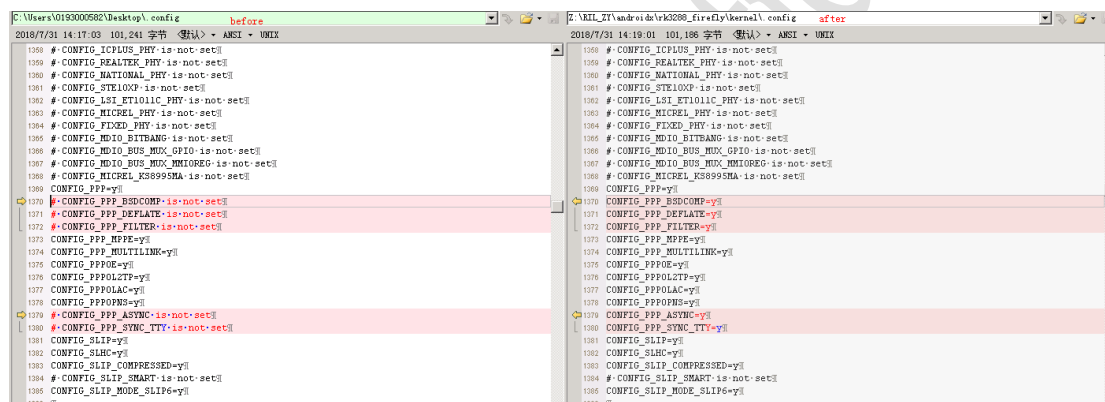 C:\Users\0193000582\Desktop\.config
before
2018/7/31 14:17:03 101,241 字节 <默认> ANSI UNIX
1358 # CONFIG_ICPLUS_PHY is not set
1359 # CONFIG_REALTEK_PHY is not set
1360 # CONFIG_NATIONAL_PHY is not set
1361 # CONFIG_STE10XP is not set
1362 # CONFIG_LSI_ET1011C_PHY is not set
1363 # CONFIG_MICREL_PHY is not set
1364 # CONFIG_FIXED_PHY is not set
1365 # CONFIG_MDIO_BITBANG is not set
1366 # CONFIG_MDIO_BUS_MUX_GPIO is not set
1367 # CONFIG_MDIO_BUS_MUX_MMIOREG is not set
1368 # CONFIG_MICREL_KS8995MA is not set
1369 CONFIG_PPP=y
1370 # CONFIG_PPP_BSDCOMP is not set
1371 # CONFIG_PPP_DEFLATE is not set
1372 # CONFIG_PPP_FILTER is not set
1373 CONFIG_PPP_MPPE=y
1374 CONFIG_PPP_MULTILINK=y
1375 CONFIG_PPPOE=y
1376 CONFIG_PPPOL2TP=y
1377 CONFIG_PPPOLAC=y
1378 CONFIG_PPPOPNS=y
1379 # CONFIG_PPP_ASYNC is not set
1380 # CONFIG_PPP_SYNC_TTY is not set
1381 CONFIG_SLIP=y
1382 CONFIG_SLHC=y
1383 CONFIG_SLIP_COMPRESSED=y
1384 # CONFIG_SLIP_SMART is not set
1385 CONFIG_SLIP_MODE_SLIP6=y
Z:\RIL_ZY\androidx\rk3288_firefly\kernel\.config
after
2018/7/31 14:19:01 101,186 字节 <默认> ANSI UNIX
1358 # CONFIG_ICPLUS_PHY is not set
1359 # CONFIG_REALTEK_PHY is not set
1360 # CONFIG_NATIONAL_PHY is not set
1361 # CONFIG_STE10XP is not set
1362 # CONFIG_LSI_ET1011C_PHY is not set
1363 # CONFIG_MICREL_PHY is not set
1364 # CONFIG_FIXED_PHY is not set
1365 # CONFIG_MDIO_BITBANG is not set
1366 # CONFIG_MDIO_BUS_MUX_GPIO is not set
1367 # CONFIG_MDIO_BUS_MUX_MMIOREG is not set
1368 # CONFIG_MICREL_KS8995MA is not set
1369 CONFIG_PPP=y
1370 CONFIG_PPP_BSDCOMP=y
1371 CONFIG_PPP_DEFLATE=y
1372 CONFIG_PPP_FILTER=y
1373 CONFIG_PPP_MPPE=y
1374 CONFIG_PPP_MULTILINK=y
1375 CONFIG_PPPOE=y
1376 CONFIG_PPPOL2TP=y
1377 CONFIG_PPPOLAC=y
1378 CONFIG_PPPOPNS=y
1379 CONFIG_PPP_ASYNC=y
1380 CONFIG_PPP_SYNC_TTY=y
1381 CONFIG_SLIP=y
1382 CONFIG_SLHC=y
1383 CONFIG_SLIP_COMPRESSED=y
1384 # CONFIG_SLIP_SMART is not set
1385 CONFIG_SLIP_MODE_SLIP6=y